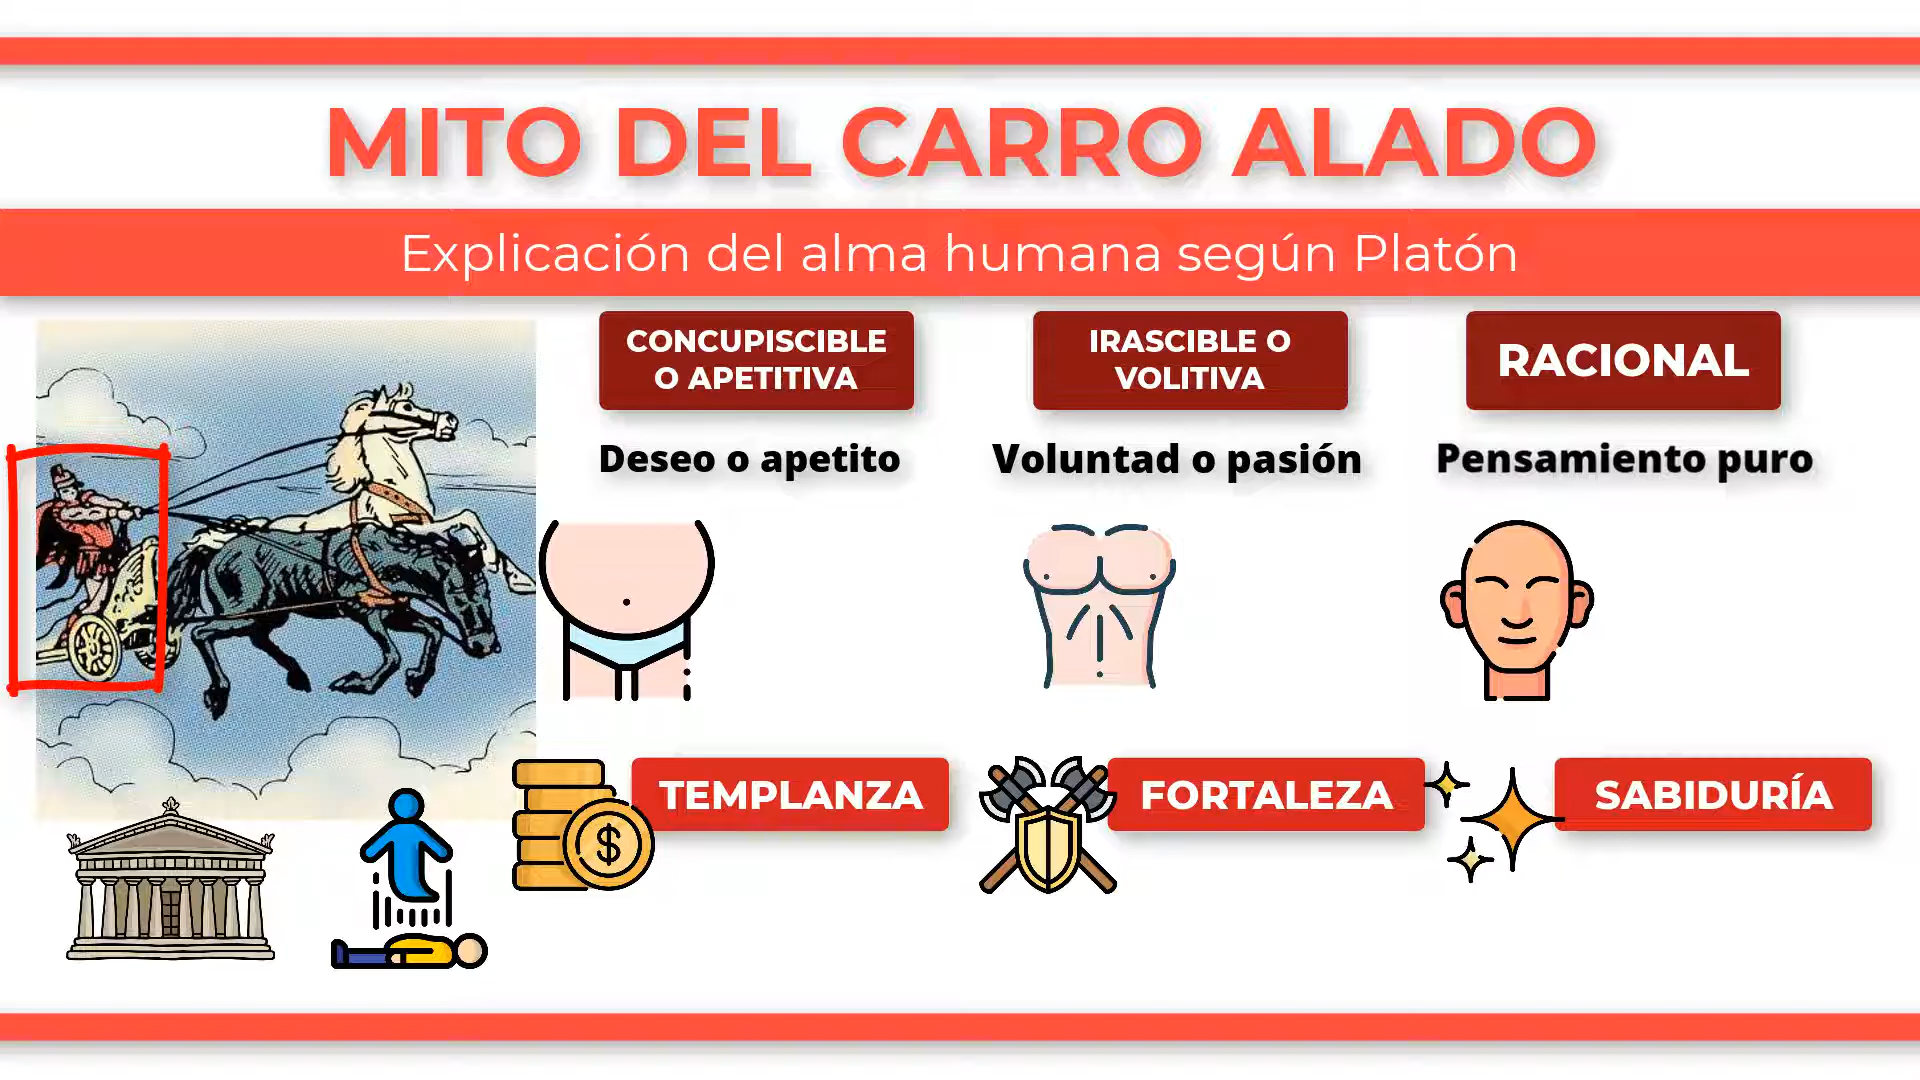 MITO DEL CARRO ALADO
Explicación del alma humana según Platón
CONCUPISCIBLE
O APETITIVA
Deseo o apetito
IRASCIBLE O
VOLITIVA
Voluntad o pasión
RACIONAL
Pensamiento puro
$
TEMPLANZA
FORTALEZA
SABIDURÍA